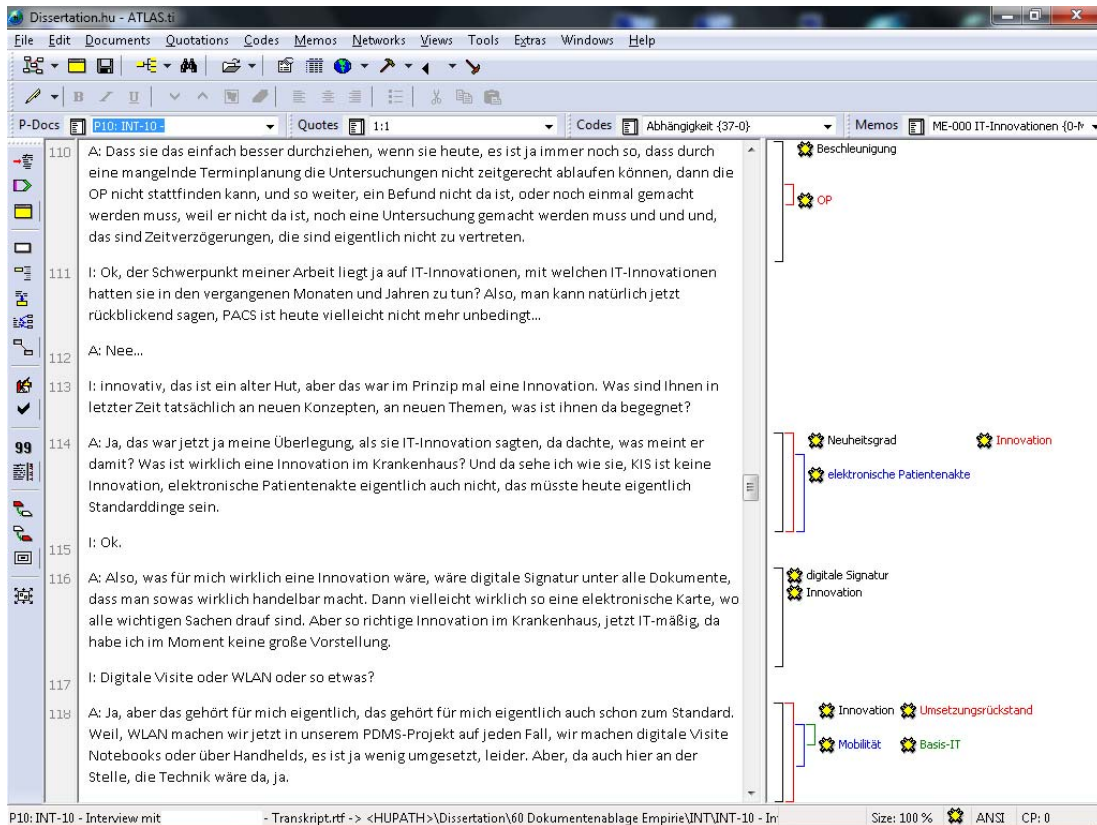 Dissertation.hu - ATLAS.ti
File Edit Documents Quotations Codes Memos Networks Views Tools Extras Windows Help
B I U
P-Docs P10: INT-10 - Quotes 1:1 Codes Abhängigkeit {37-0} Memos ME-000 IT-Innovationen {0-M
110 A: Dass sie das einfach besser durchziehen, wenn sie heute, es ist ja immer noch so, dass durch
eine mangelnde Terminplanung die Untersuchungen nicht zeitgerecht ablaufen können, dann die
OP nicht stattfinden kann, und so weiter, ein Befund nicht da ist, oder noch einmal gemacht
werden muss, weil er nicht da ist, noch eine Untersuchung gemacht werden muss und und und,
das sind Zeitverzögerungen, die sind eigentlich nicht zu vertreten.
Beschleunigung
OP
111 I: Ok, der Schwerpunkt meiner Arbeit liegt ja auf IT-Innovationen, mit welchen IT-Innovationen
hatten sie in den vergangenen Monaten und Jahren zu tun? Also, man kann natürlich jetzt
rückblickend sagen, PACS ist heute vielleicht nicht mehr unbedingt...
112 A: Nee...
113 I: innovativ, das ist ein alter Hut, aber das war im Prinzip mal eine Innovation. Was sind Ihnen in
letzter Zeit tatsächlich an neuen Konzepten, an neuen Themen, was ist ihnen da begegnet?
114 A: Ja, das war jetzt ja meine Überlegung, als sie IT-Innovation sagten, da dachte, was meint er
damit? Was ist wirklich eine Innovation im Krankenhaus? Und da sehe ich wie sie, KIS ist keine
Innovation, elektronische Patientenakte eigentlich auch nicht, das müsste heute eigentlich
Standarddinge sein.
Neuheitsgrad Innovation
elektronische Patientenakte
99
115 I: Ok.
116 A: Also, was für mich wirklich eine Innovation wäre, wäre digitale Signatur unter alle Dokumente,
dass man sowas wirklich handelbar macht. Dann vielleicht wirklich so eine elektronische Karte, wo
alle wichtigen Sachen drauf sind. Aber so richtige Innovation im Krankenhaus, jetzt IT-mäßig, da
habe ich im Moment keine große Vorstellung.
digitale Signatur
Innovation
117 I: Digitale Visite oder WLAN oder so etwas?
118 A: Ja, aber das gehört für mich eigentlich, das gehört für mich eigentlich auch schon zum Standard.
Weil, WLAN machen wir jetzt in unserem PDMS-Projekt auf jeden Fall, wir machen digitale Visite
Notebooks oder über Handhelds, es ist ja wenig umgesetzt, leider. Aber, da auch hier an der
Stelle, die Technik wäre da, ja.
Innovation Umsetzungsrückstand
Mobilität Basis-IT
P10: INT-10 - Interview mit - Transkript.rtf -> <HUPATH>\Dissertation\60 Dokumentenablage Empirie\INT\INT-10 - In Size: 100 % ANSI CP: 0